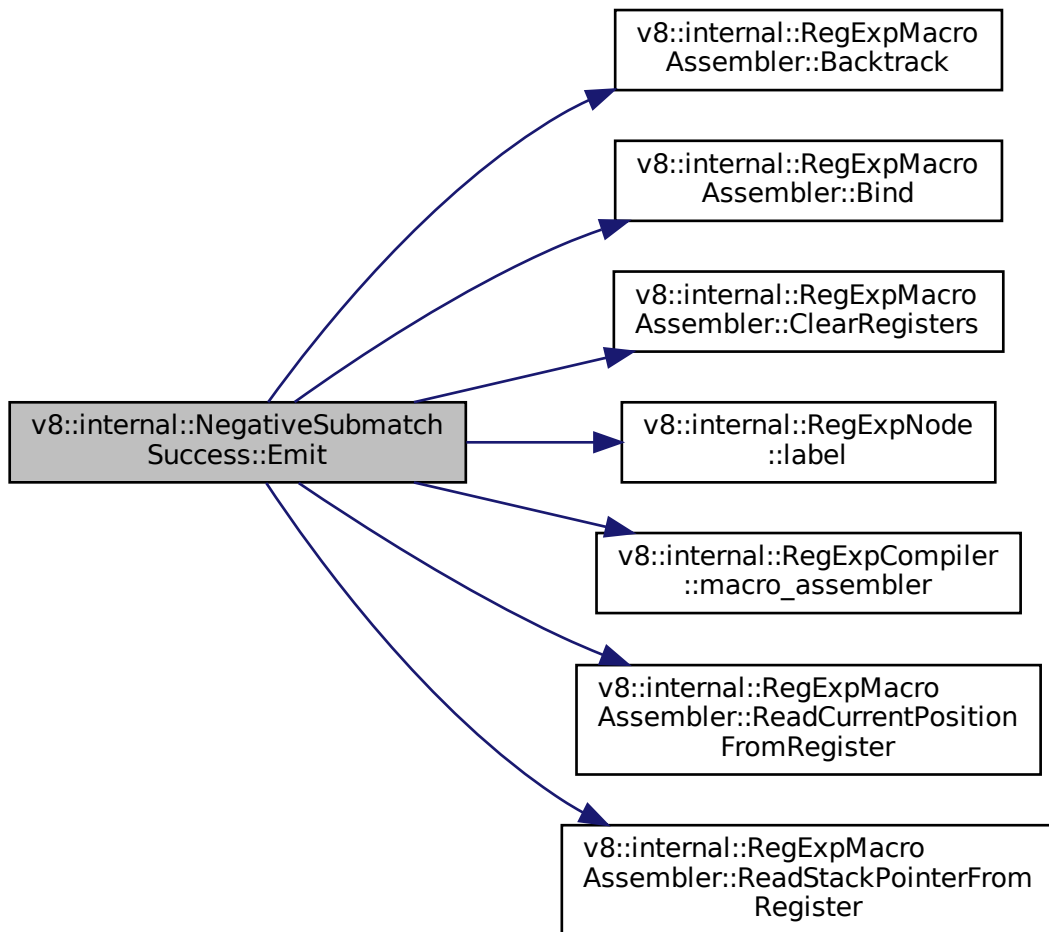 v8::internal::RegExpMacro
Assembler::Backtrack
v8::internal::RegExpMacro
Assembler::Bind
v8::internal::RegExpMacro
Assembler::ClearRegisters
v8::internal::NegativeSubmatch
Success::Emit
v8::internal::RegExpNode
::label
v8::internal::RegExpCompiler
::macro_assembler
v8::internal::RegExpMacro
Assembler::ReadCurrentPosition
FromRegister
v8::internal::RegExpMacro
Assembler::ReadStackPointerFrom
Register